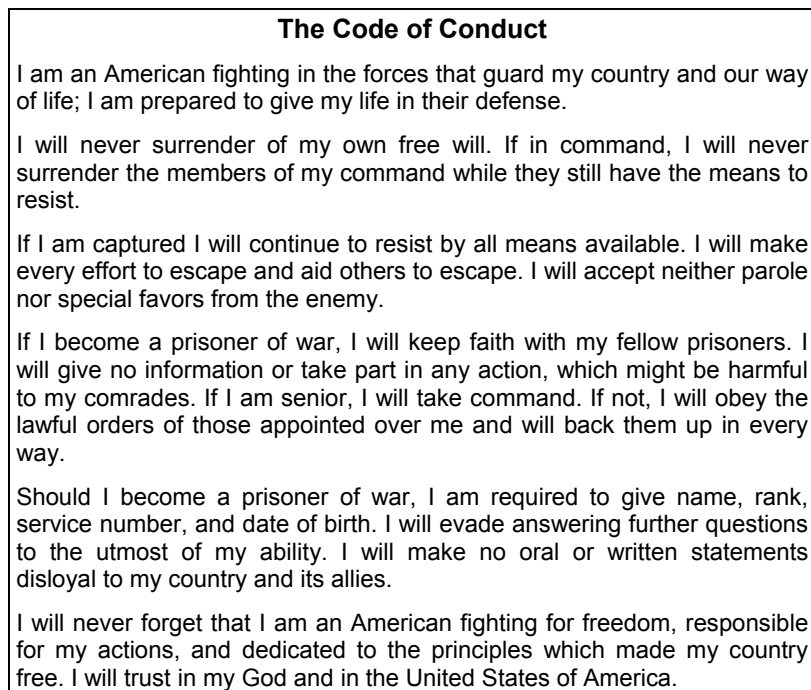 The Code of Conduct
I am an American fighting in the forces that guard my country and our way
of life; I am prepared to give my life in their defense.
I will never surrender of my own free will. If in command, I will never
surrender the members of my command while they still have the means to
resist.
If I am captured I will continue to resist by all means available. I will make
every effort to escape and aid others to escape. I will accept neither parole
nor special favors from the enemy.
If I become a prisoner of war, I will keep faith with my fellow prisoners. I
will give no information or take part in any action, which might be harmful
to my comrades. If I am senior, I will take command. If not, I will obey the
lawful orders of those appointed over me and will back them up in every
way.
Should I become a prisoner of war, I am required to give name, rank,
service number, and date of birth. I will evade answering further questions
to the utmost of my ability. I will make no oral or written statements
disloyal to my country and its allies.
I will never forget that I am an American fighting for freedom, responsible
for my actions, and dedicated to the principles which made my country
free. I will trust in my God and in the United States of America.